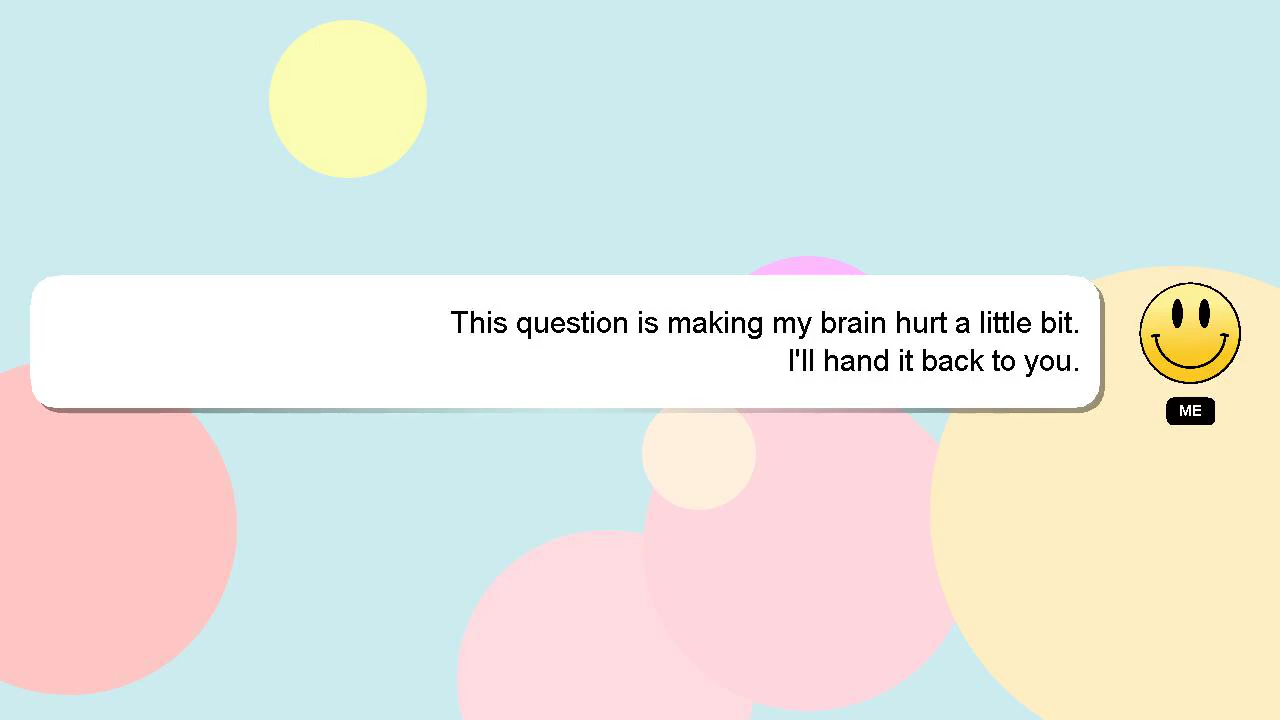 This question is making my brain hurt a little bit.
I'll hand it back to you.
ME